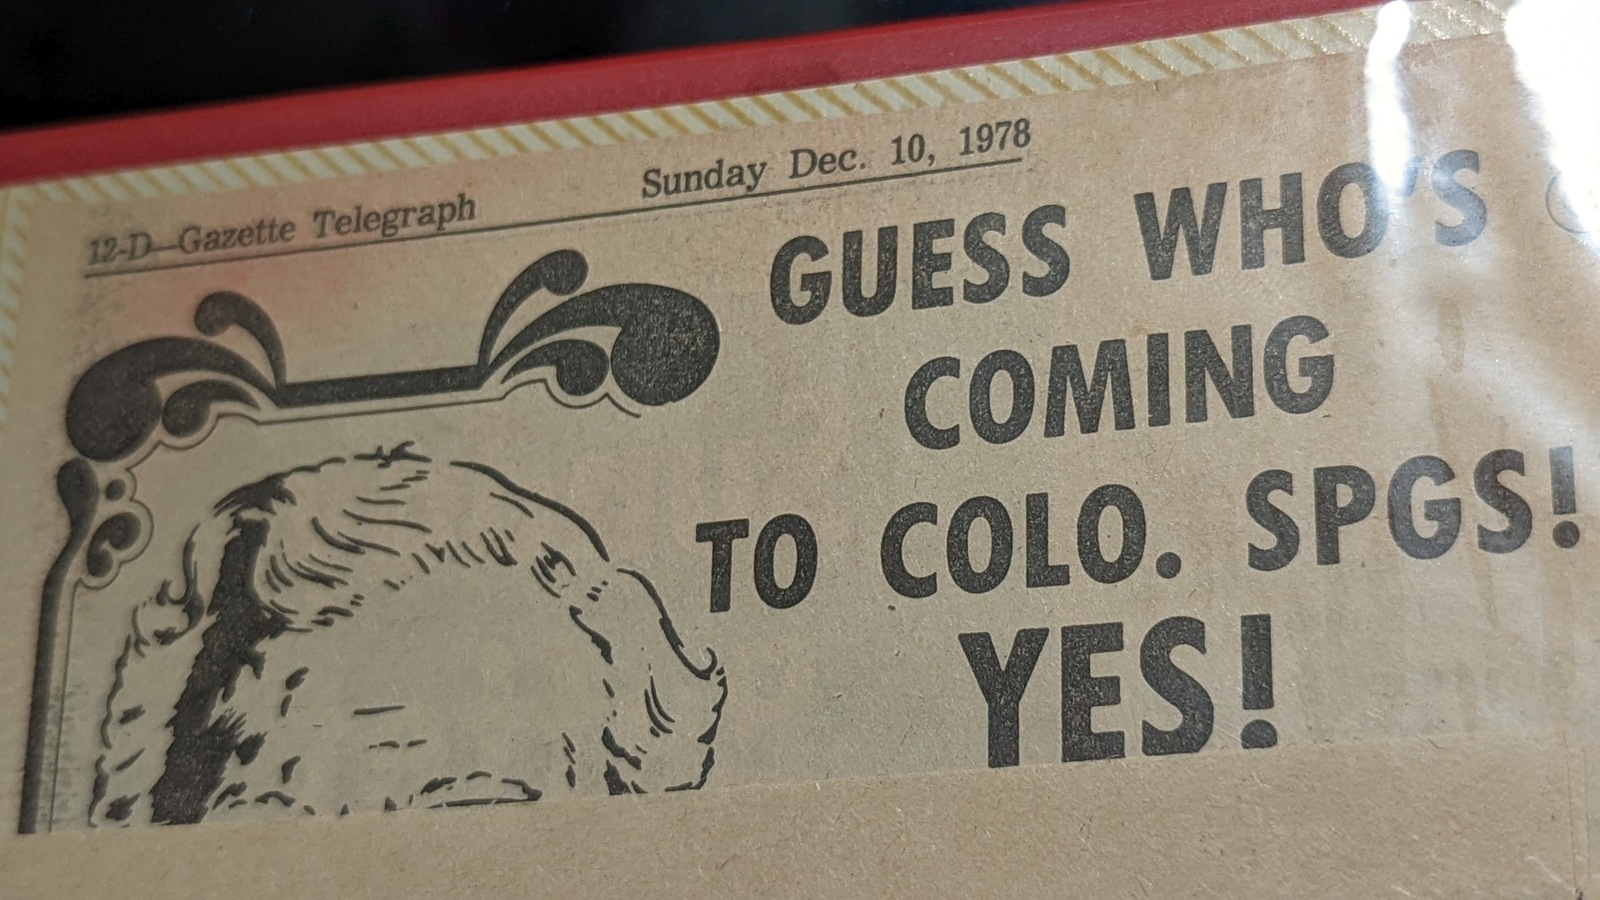 12-D—Gazette Telegraph Sunday Dec. 10, 1978
GUESS WHO'S
COMING
TO COLO. SPGS!
YES!